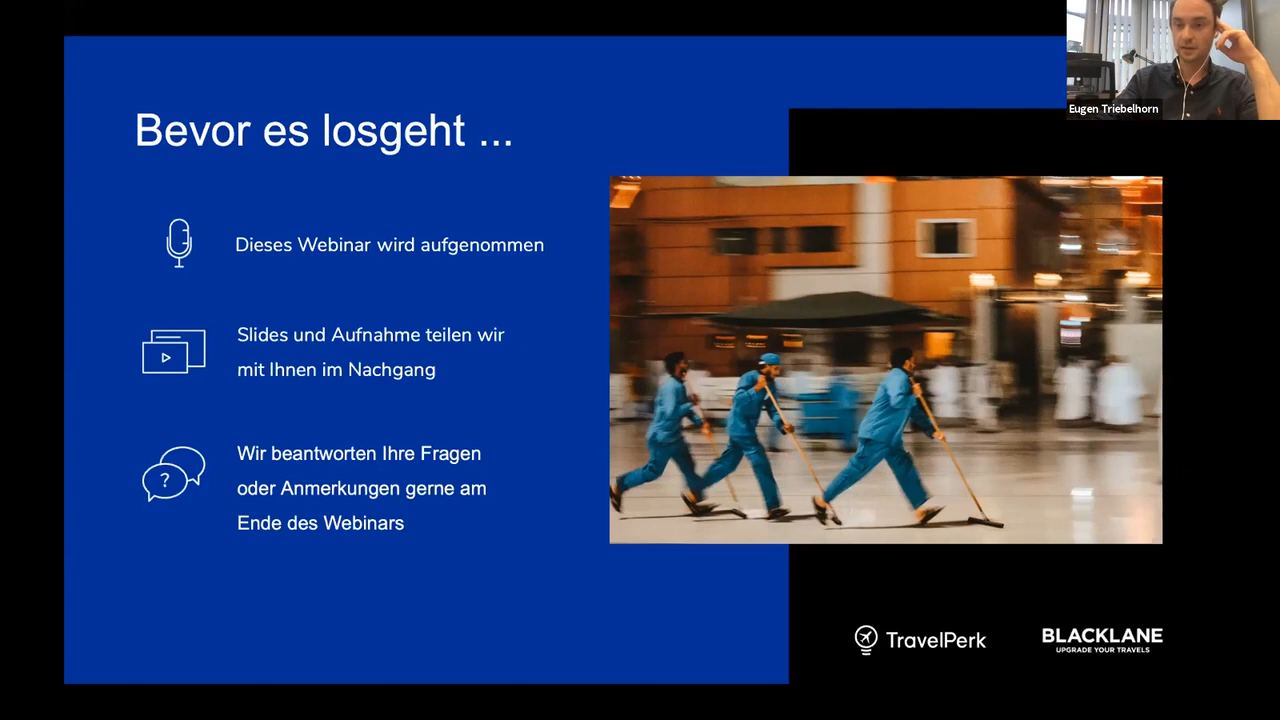 Eugen Triebelhorn
Bevor es losgeht ...
Dieses Webinar wird aufgenommen
Slides und Aufnahme teilen wir
mit Ihnen im Nachgang
?
Wir beantworten Ihre Fragen
oder Anmerkungen gerne am
Ende des Webinars
TravelPerk
BLACKLANE
UPGRADE YOUR TRAVELS